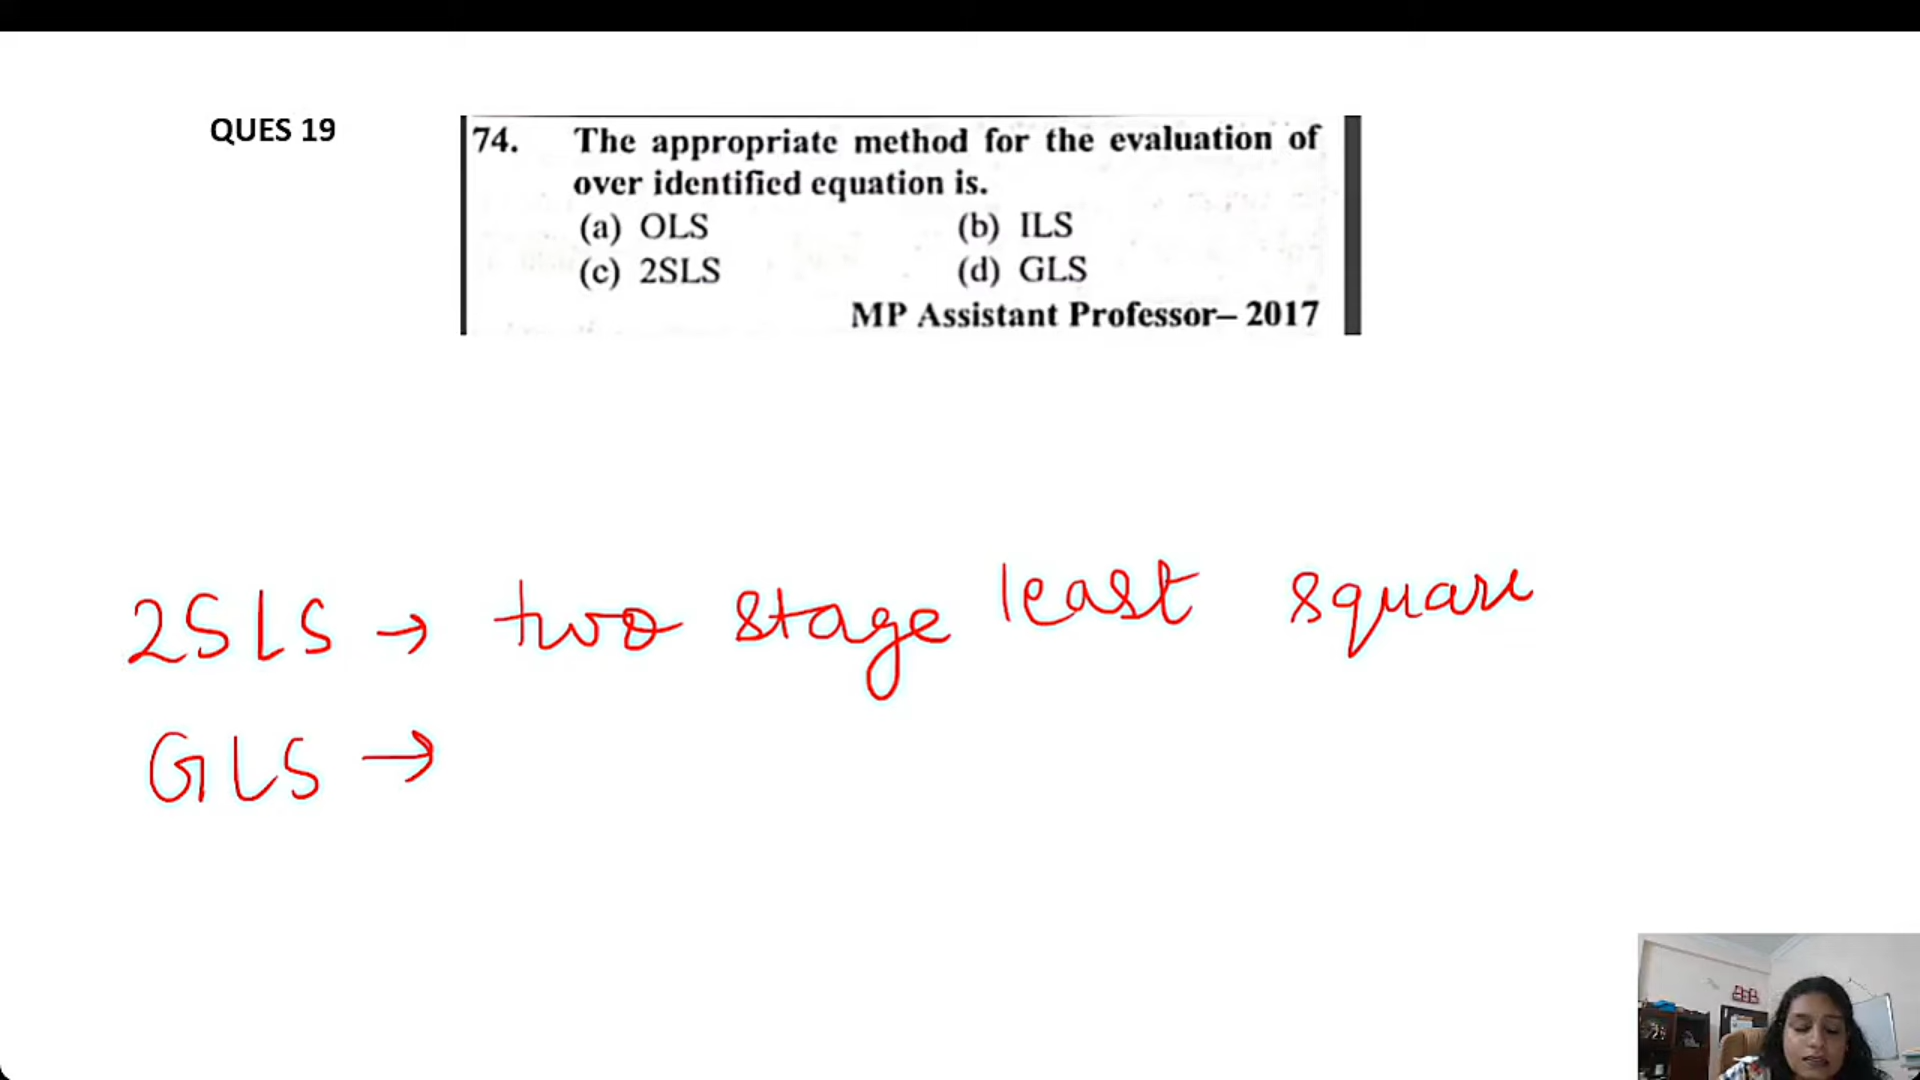 QUES 19
74. The appropriate method for the evaluation of
over identified equation is.
(a) OLS (b) ILS
(c) 2SLS (d) GLS
MP Assistant Professor– 2017
2SLS → two stage least square
GLS →